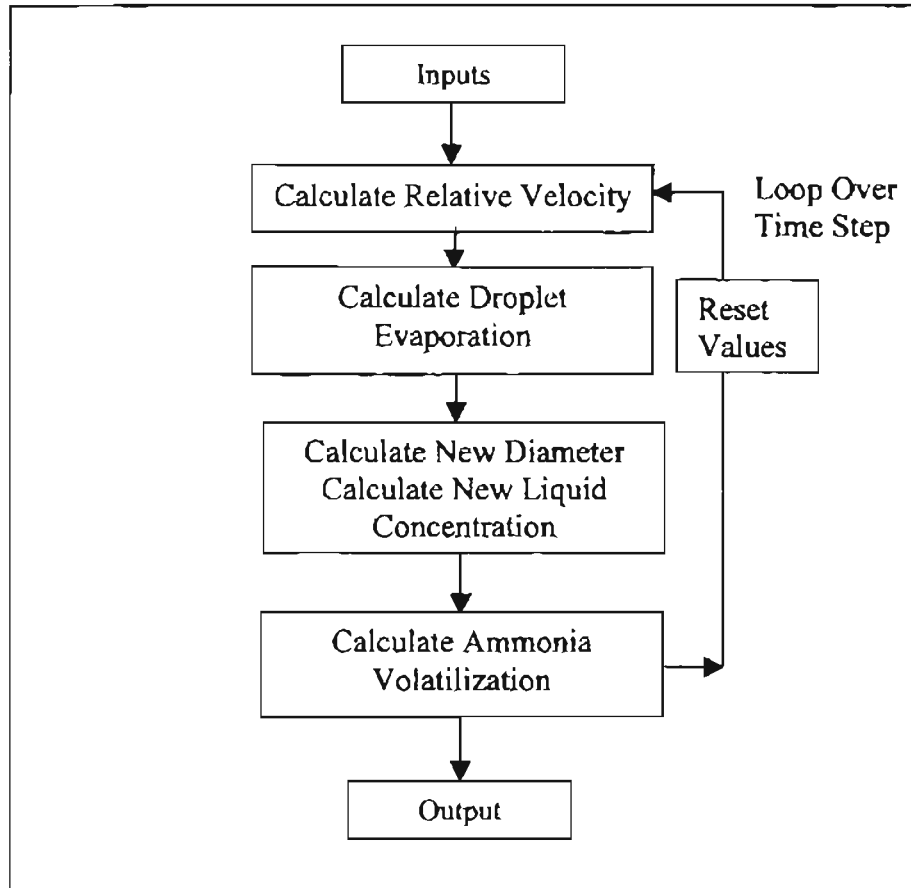 Inputs
Calculate Relative Velocity
Loop Over
Time Step
Calculate Droplet
Evaporation
Reset
Values
Calculate New Diameter
Calculate New Liquid
Concentration
Calculate Ammonia
Volatilization
Output